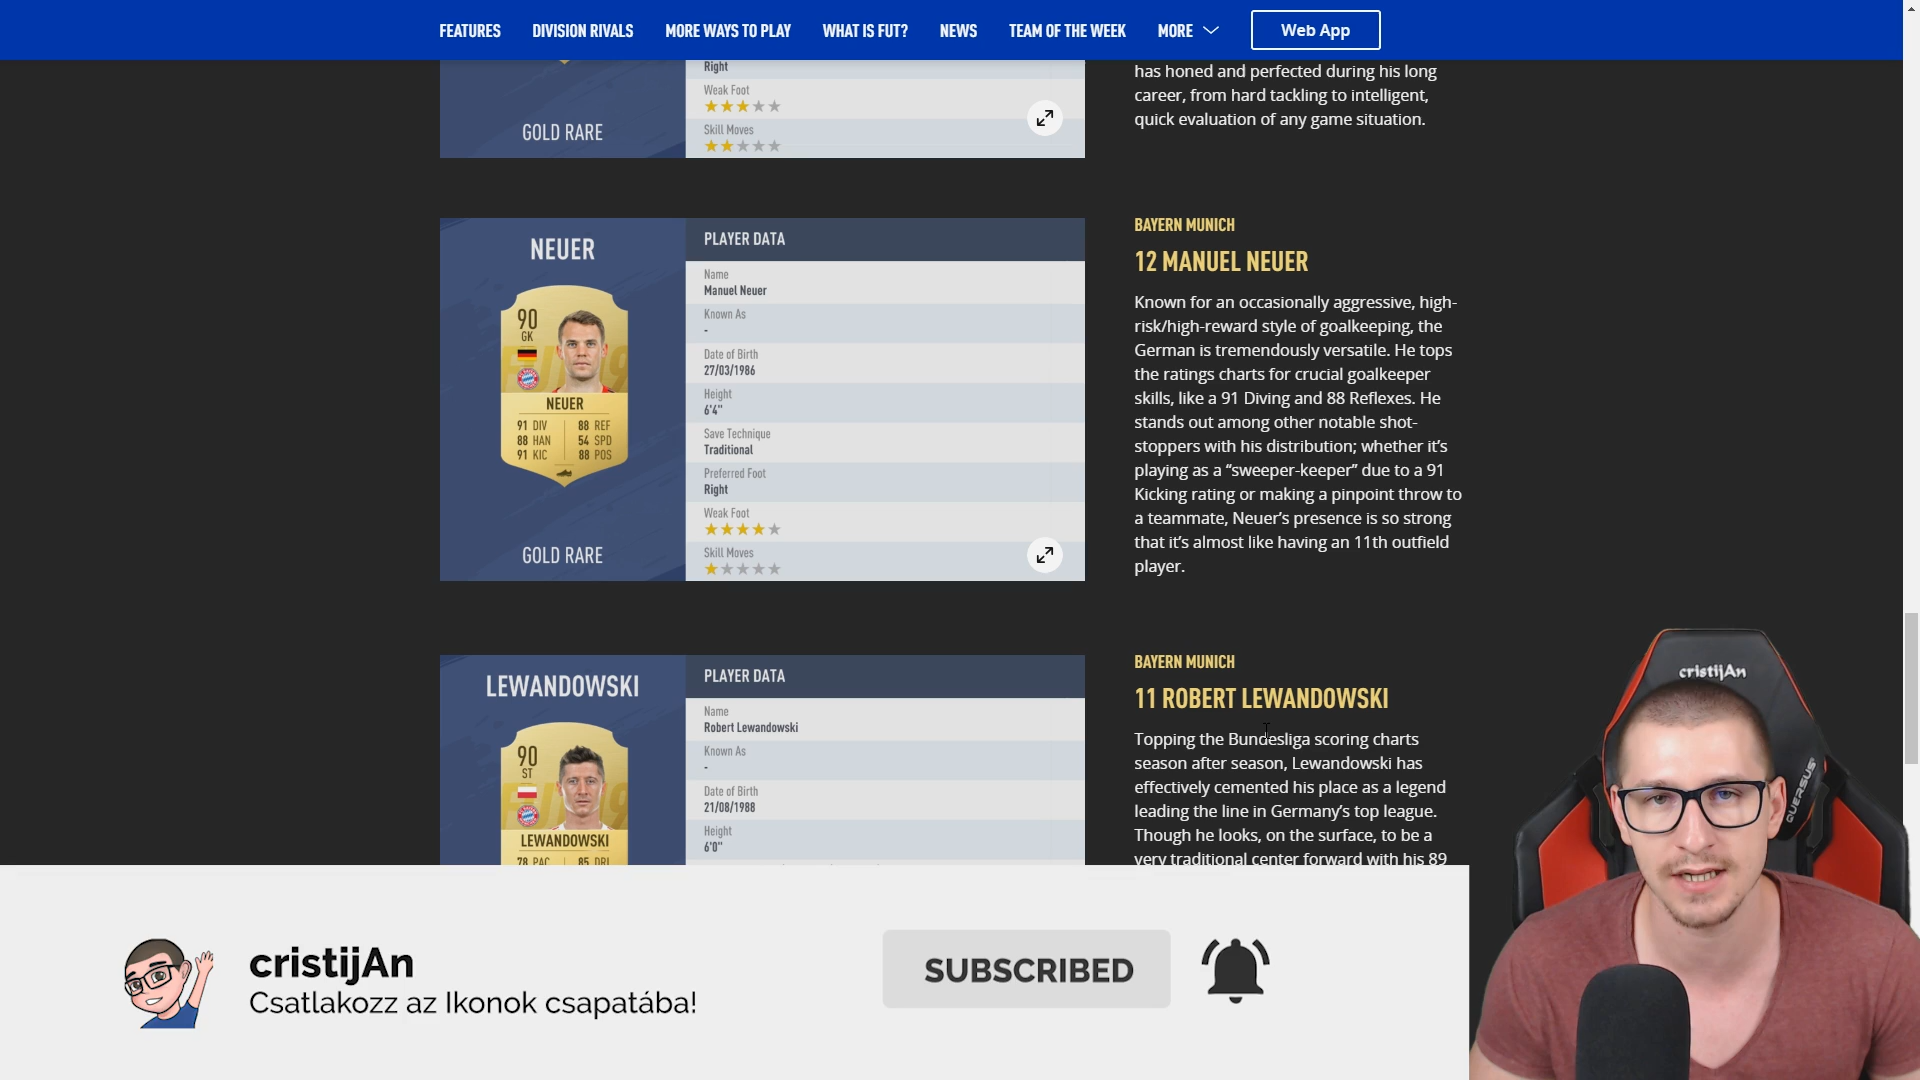 FEATURES
DIVISION RIVALS
MORE WAYS TO PLAY
WHAT IS FUT?
NEWS
TEAM OF THE WEEK
MORE
Web App
GOLD RARE
Right
Weak Foot
Skill Moves
has honed and perfected during his long
career, from hard tackling to intelligent,
quick evaluation of any game situation.
NEUER
90
GK
NEUER
91 DIV
88 REF
88 HAN
54 SPD
91 KIC
88 POS
GOLD RARE
PLAYER DATA
Name
Manuel Neuer
Known As
-
Date of Birth
27/03/1986
Height
6'4"
Save Technique
Traditional
Preferred Foot
Right
Weak Foot
Skill Moves
BAYERN MUNICH
12 MANUEL NEUER
Known for an occasionally aggressive, high-
risk/high-reward style of goalkeeping, the
German is tremendously versatile. He tops
the ratings charts for crucial goalkeeper
skills, like a 91 Diving and 88 Reflexes. He
stands out among other notable shot-
stoppers with his distribution; whether it’s
playing as a “sweeper-keeper” due to a 91
Kicking rating or making a pinpoint throw to
a teammate, Neuer’s presence is so strong
that it’s almost like having an 11th outfield
player.
LEWANDOWSKI
90
ST
LEWANDOWSKI
78 PAC
85 DRI
PLAYER DATA
Name
Robert Lewandowski
Known As
-
Date of Birth
21/08/1988
Height
6'0"
BAYERN MUNICH
11 ROBERT LEWANDOWSKI
Topping the Bundesliga scoring charts
season after season, Lewandowski has
effectively cemented his place as a legend
leading the line in Germany’s top league.
Though he looks, on the surface, to be a
very traditional center forward with his 89
cristijAn
QUERSUS
cristijAn
Csatlakozz az Ikonok csapatába!
SUBSCRIBED